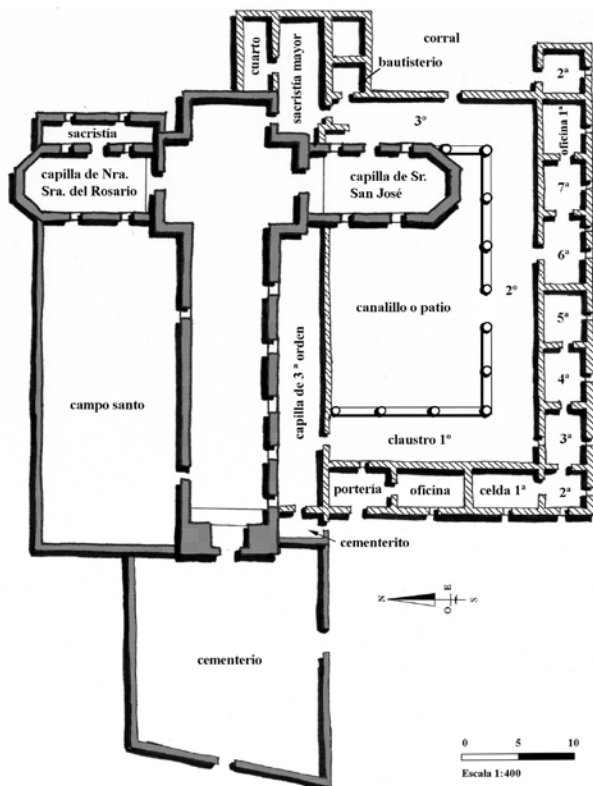 corral
cuarto
sacristía mayor
bautisterio
2ª
oficina 1ª
3º
sacristía
capilla de Nra.
Sra. del Rosario
capilla de Sr.
San José
7ª
6ª
2º
canalillo o patio
5ª
4ª
campo santo
capilla de 3ª orden
claustro 1º
3ª
portería
oficina
celda 1ª
2ª
cementerito
N
E
O.
S
cementerio
0 5 10
Escala 1:400